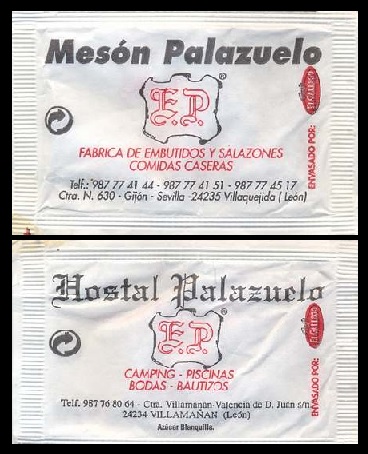 Mesón Palazuelo
E.P.
®
FABRICA DE EMBUTIDOS Y SALAZONES
COMIDAS CASERAS
Telf.: 987 77 41 44 - 987 77 41 51 - 987 77 45 17
Ctra. N. 630 - Gijón - Sevilla - 24235 Villaquejida (León)
ENVASADO POR:
Hostal Palazuelo
E.P.
®
CAMPING - PISCINAS
BODAS - BAUTIZOS
Telf. 987 76 80 64 - Ctra. Villamañán-Valencia de D. Juan s/n.
24234 VILLAMAÑAN (León)
Azúcar Blanquilla.
ENVASADO POR: